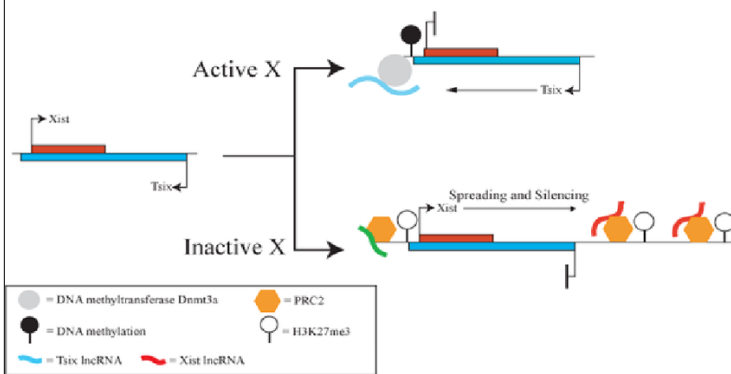 Active X
Tsix
Xist
Tsix
Spreading and Silencing
Xist
Inactive X
= DNA methyltransferase Dnmt3a
= PRC2
= DNA methylation
= H3K27me3
= Tsix lncRNA
= Xist lncRNA